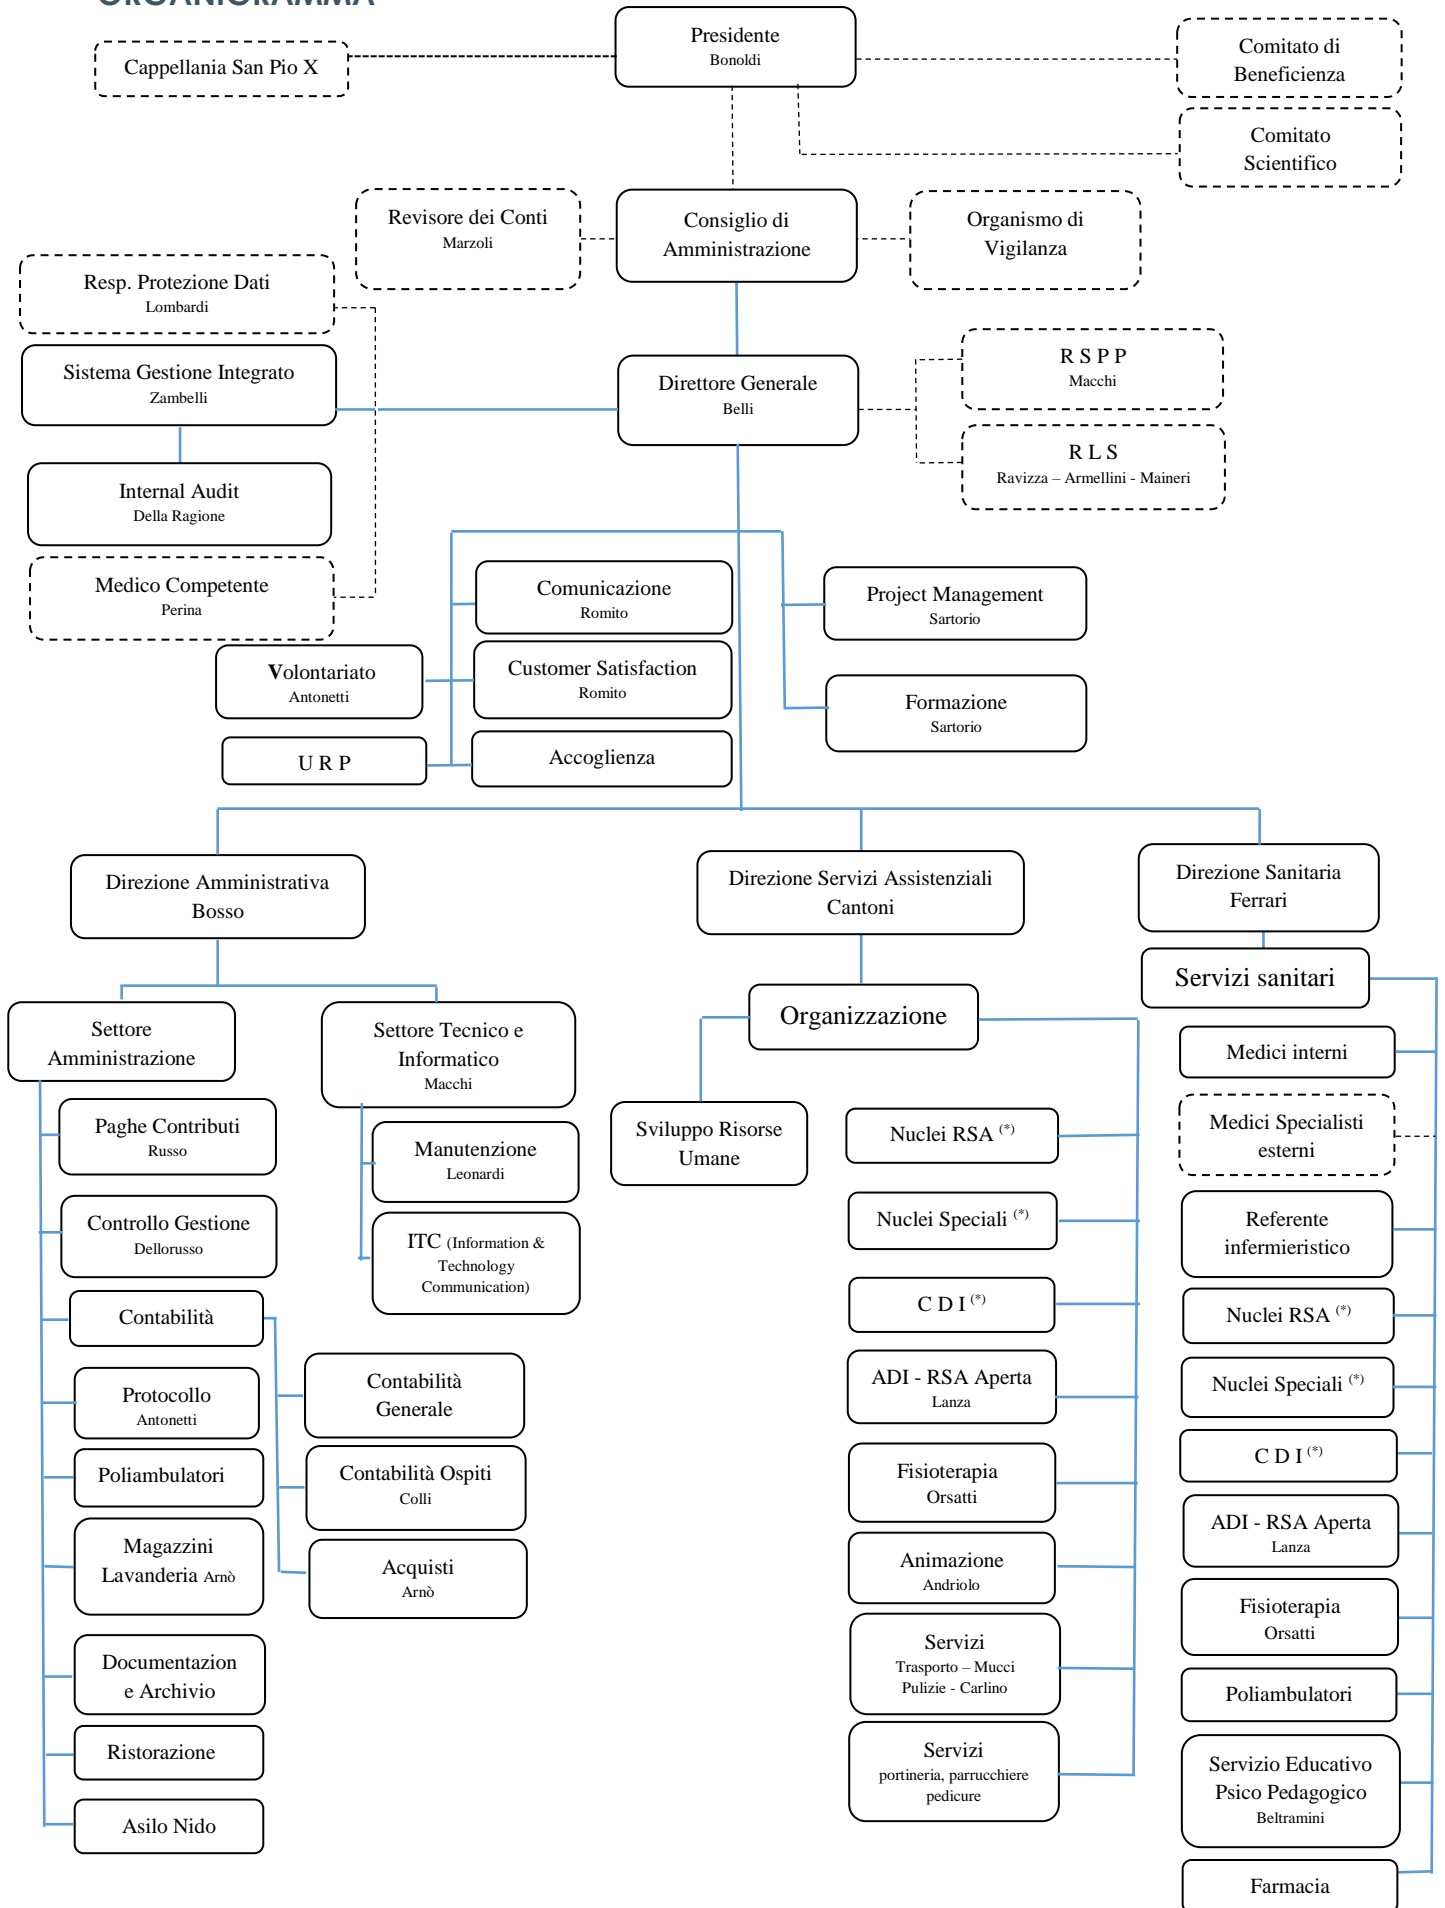 ORGANIGRAMMA
Presidente
Bonoldi
Cappellania San Pio X
Comitato di
Beneficienza
Comitato
Scientifico
Revisore dei Conti
Marzoli
Consiglio di
Amministrazione
Organismo di
Vigilanza
Resp. Protezione Dati
Lombardi
Sistema Gestione Integrato
Zambelli
Direttore Generale
Belli
R S P P
Macchi
R L S
Ravizza – Armellini - Maineri
Internal Audit
Della Ragione
Medico Competente
Perina
Comunicazione
Romito
Project Management
Sartorio
Volontariato
Antonetti
Customer Satisfaction
Romito
Formazione
Sartorio
U R P
Accoglienza
Direzione Amministrativa
Bosso
Direzione Servizi Assistenziali
Cantoni
Direzione Sanitaria
Ferrari
Settore
Amministrazione
Settore Tecnico e
Informatico
Macchi
Organizzazione
Servizi sanitari
Paghe Contributi
Russo
Controllo Gestione
Dellorusso
Contabilità
Protocollo
Antonetti
Poliambulatori
Magazzini
Lavanderia Arnò
Documentazion
e Archivio
Ristorazione
Asilo Nido
Manutenzione
Leonardi
ITC (Information &
Technology
Communication)
Contabilità
Generale
Contabilità Ospiti
Colli
Acquisti
Arnò
Sviluppo Risorse
Umane
Nuclei RSA (*)
Nuclei Speciali (*)
C D I (*)
ADI - RSA Aperta
Lanza
Fisioterapia
Orsatti
Animazione
Andriolo
Servizi
Trasporto – Mucci
Pulizie - Carlino
Servizi
portineria, parrucchiere
pedicure
Medici interni
Medici Specialisti
esterni
Referente
infermieristico
Nuclei RSA (*)
Nuclei Speciali (*)
C D I (*)
ADI - RSA Aperta
Lanza
Fisioterapia
Orsatti
Poliambulatori
Servizio Educativo
Psico Pedagogico
Beltramini
Farmacia